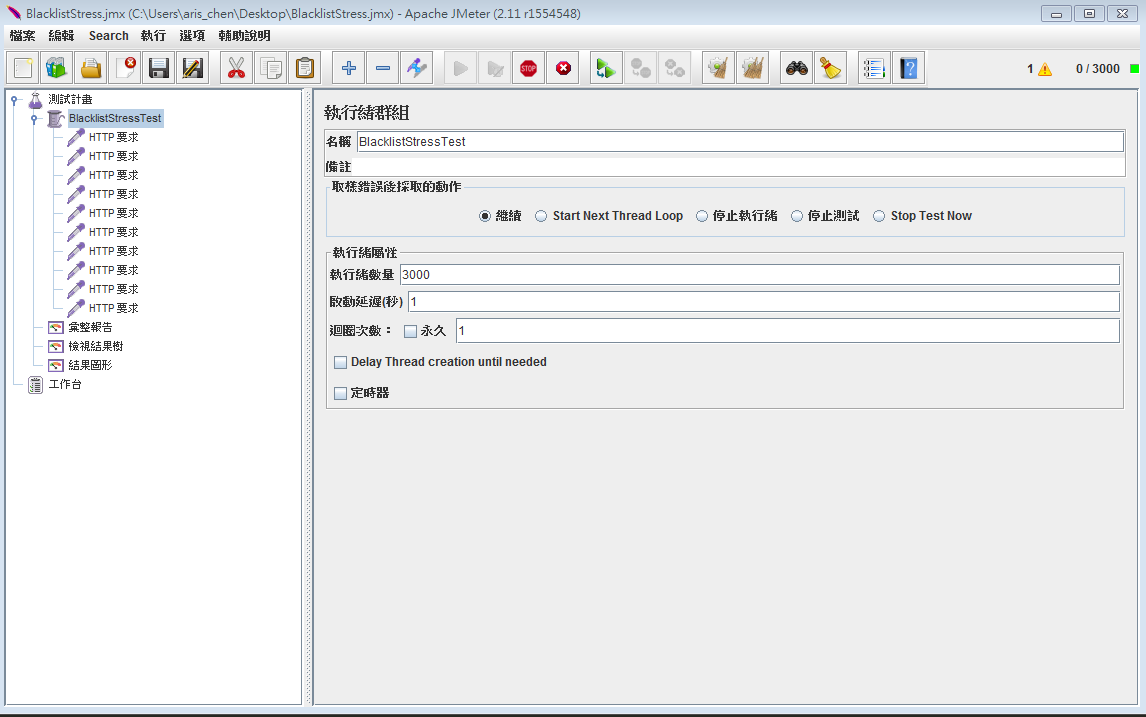 BlacklistStress.jmx (C:\Users\aris_chen\Desktop\BlacklistStress.jmx) - Apache JMeter (2.11 r1554548)
檔案 編輯 Search 執行 選項 輔助說明
STOP 1 0 / 3000
測試計畫
BlacklistStressTest
HTTP 要求
HTTP 要求
HTTP 要求
HTTP 要求
HTTP 要求
HTTP 要求
HTTP 要求
HTTP 要求
HTTP 要求
HTTP 要求
彙整報告
檢視結果樹
結果圖形
工作台
執行緒群組
名稱 BlacklistStressTest
備註
取樣錯誤後採取的動作
繼續 Start Next Thread Loop 停止執行緒 停止測試 Stop Test Now
執行緒屬性
執行緒數量 3000
啟動延遲(秒) 1
迴圈次數： 永久 1
Delay Thread creation until needed
定時器